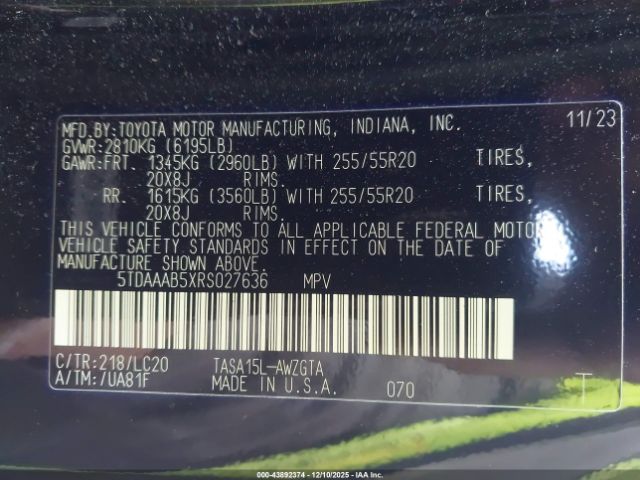 MFD.BY:TOYOTA MOTOR MANUFACTURING, INDIANA, INC. 11/23
GVWR:2810KG (6195LB)
GAWR:FRT. 1345KG (2960LB) WITH 255/55R20 TIRES,
20X8J RIMS.
RR. 1615KG (3560LB) WITH 255/55R20 TIRES,
20X8J RIMS.
THIS VEHICLE CONFORMS TO ALL APPLICABLE FEDERAL MOTOR
VEHICLE SAFETY STANDARDS IN EFFECT ON THE DATE OF
MANUFACTURE SHOWN ABOVE.
5TDAAAB5XRS027636 MPV
C/TR:218/LC20 TASA15L-AWZGTA
A/TM:/UA81F MADE IN U.S.A. 070 T
000-43892374 - 12/10/2025 - IAA Inc.